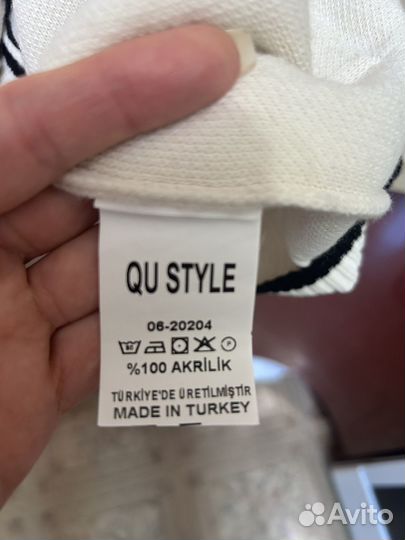 QU STYLE
06-20204
%100 AKRİLİK
TÜRKİYE'DE ÜRETİLMİŞTİR
MADE IN TURKEY
Avito